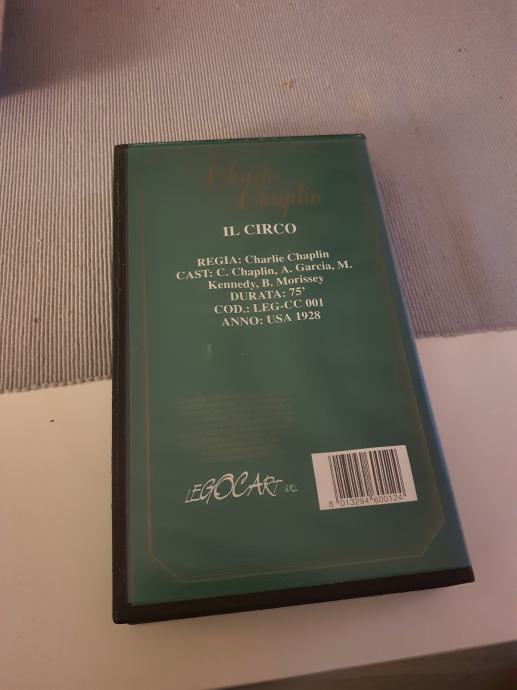 Charlie
Chaplin
IL CIRCO
REGIA: Charlie Chaplin
CAST: C. Chaplin, A. Garcia, M.
Kennedy, B. Morissey
DURATA: 75'
COD.: LEG-CC 001
ANNO: USA 1928
LEGOCART S.R.L.
8 013294 600124